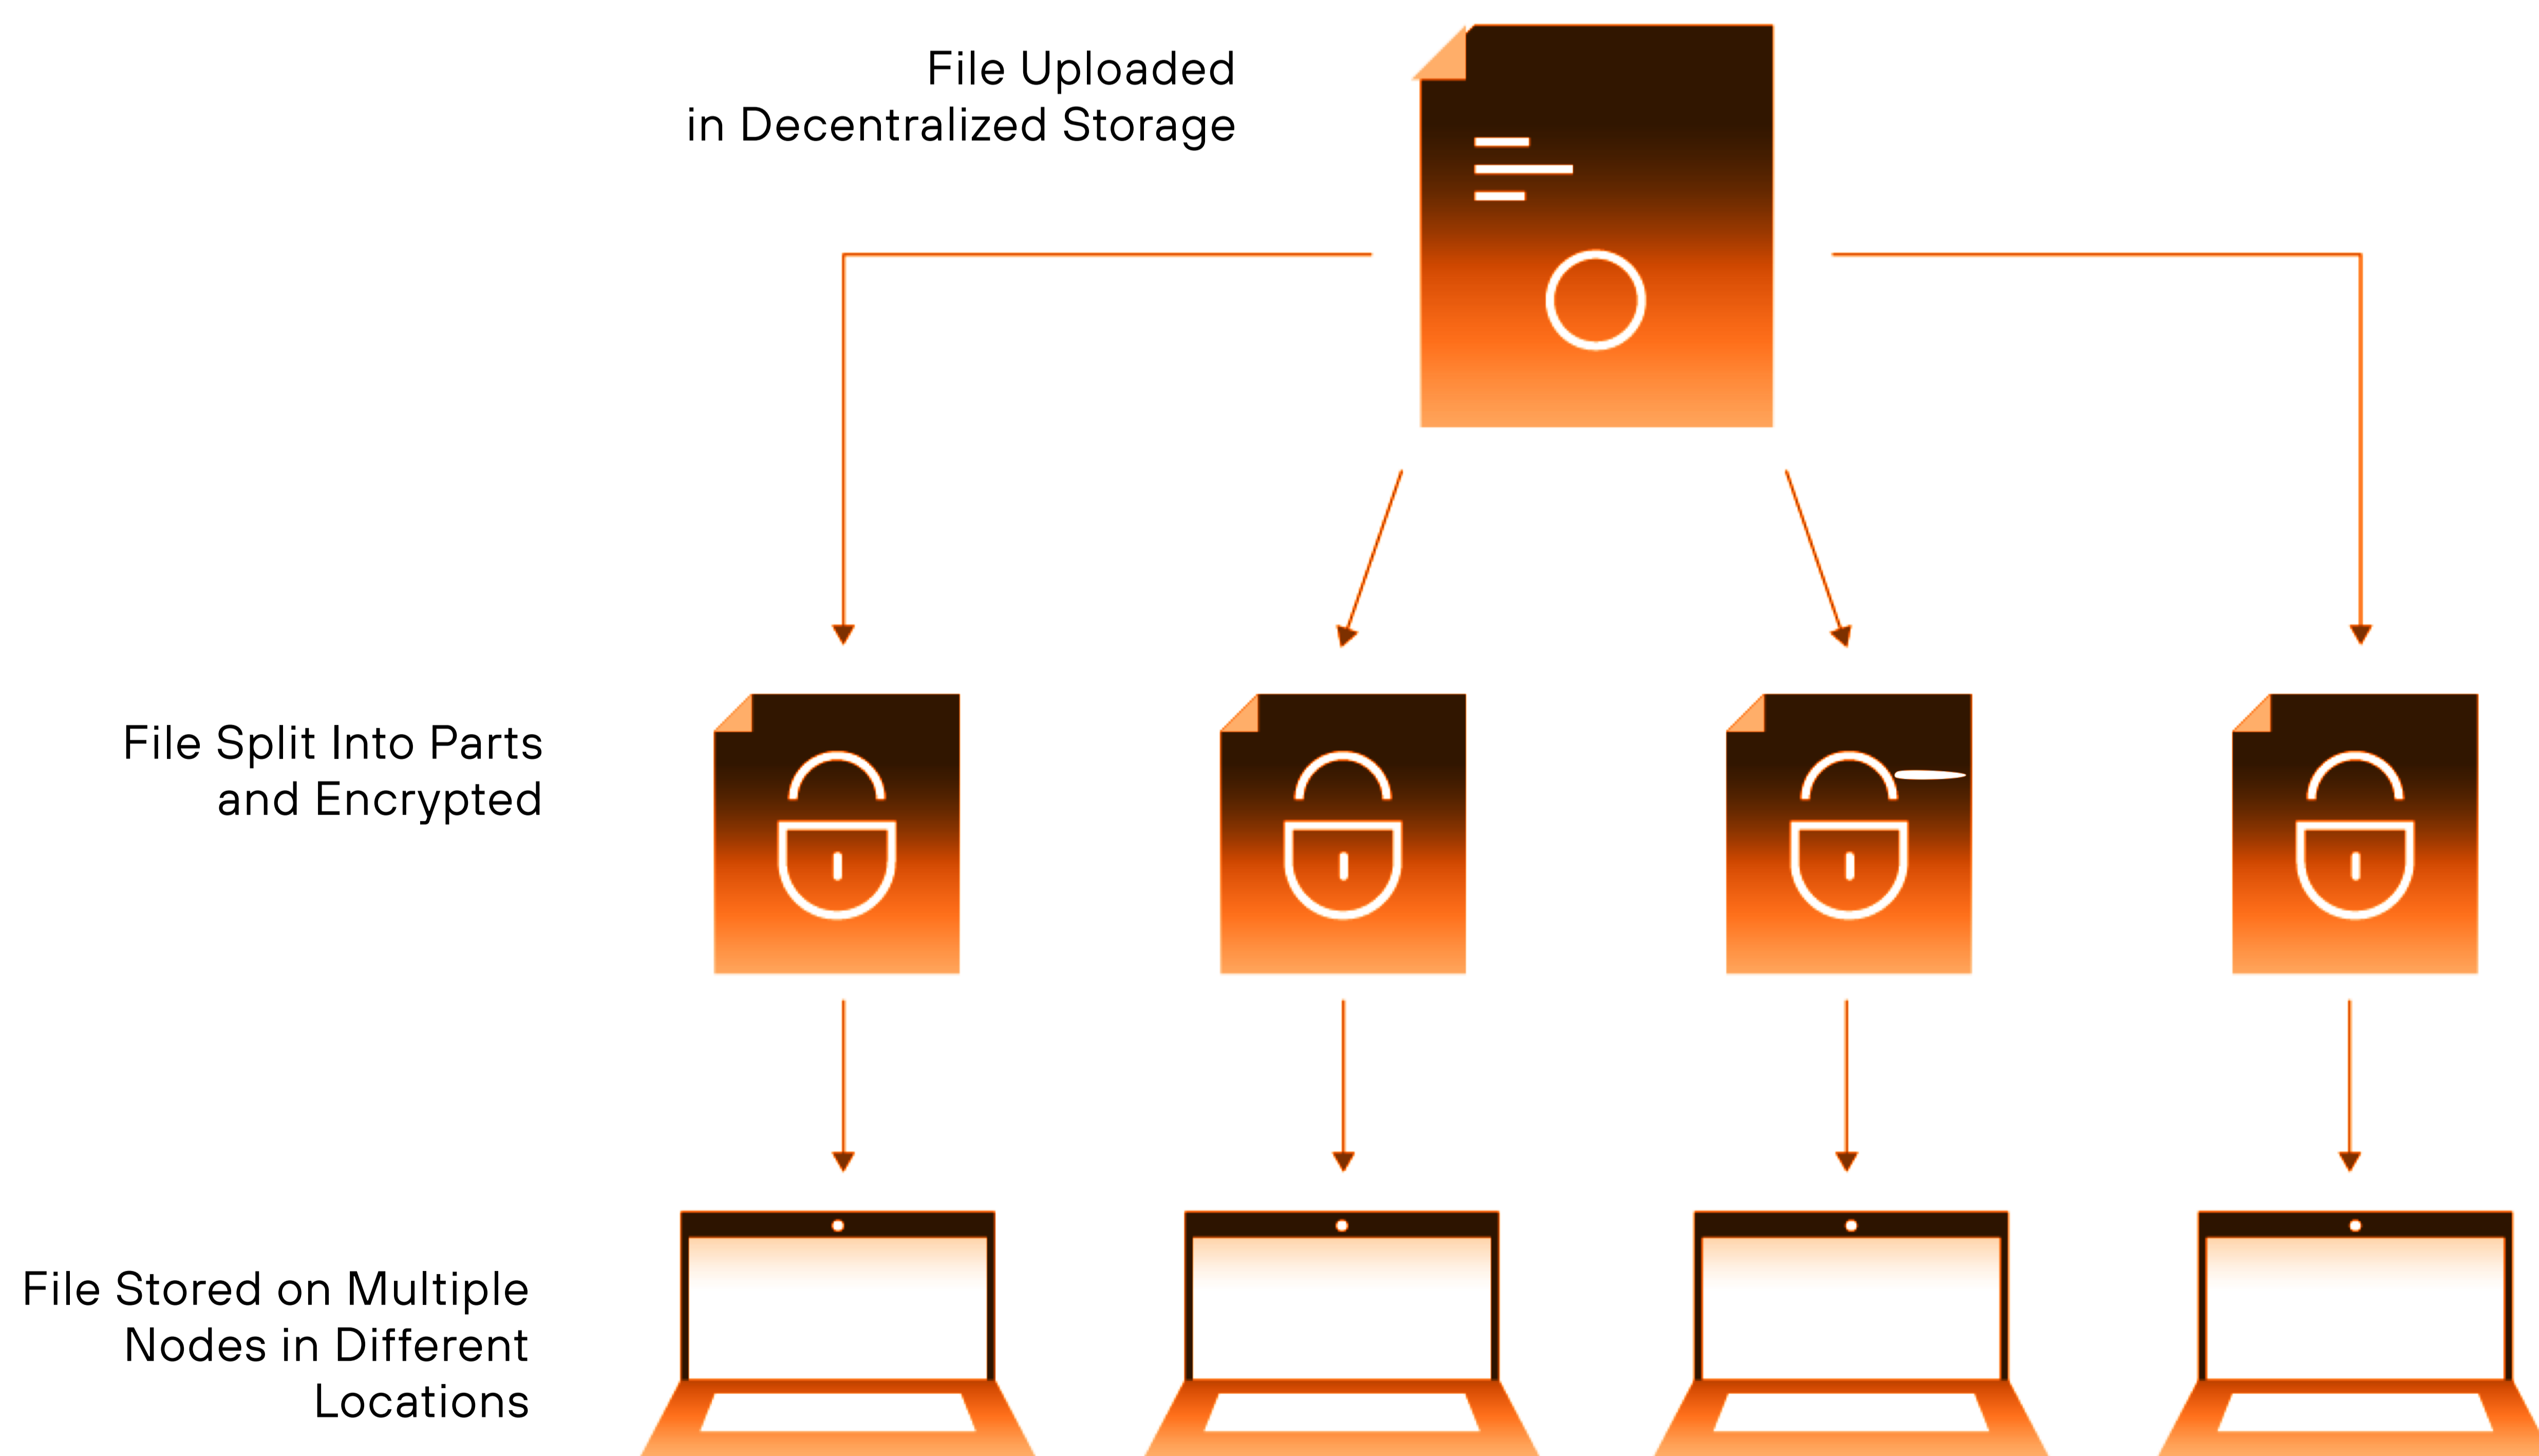 File Uploaded
in Decentralized Storage
File Split Into Parts
and Encrypted
File Stored on Multiple
Nodes in Different
Locations